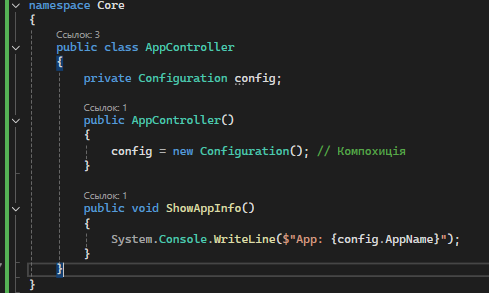 namespace Core
{
Ссылок: 3
public class AppController
{
private Configuration config;
Ссылок: 1
public AppController()
{
config = new Configuration(); // Компохиція
}
Ссылок: 1
public void ShowAppInfo()
{
System.Console.WriteLine($"App: {config.AppName}");
}
}
}